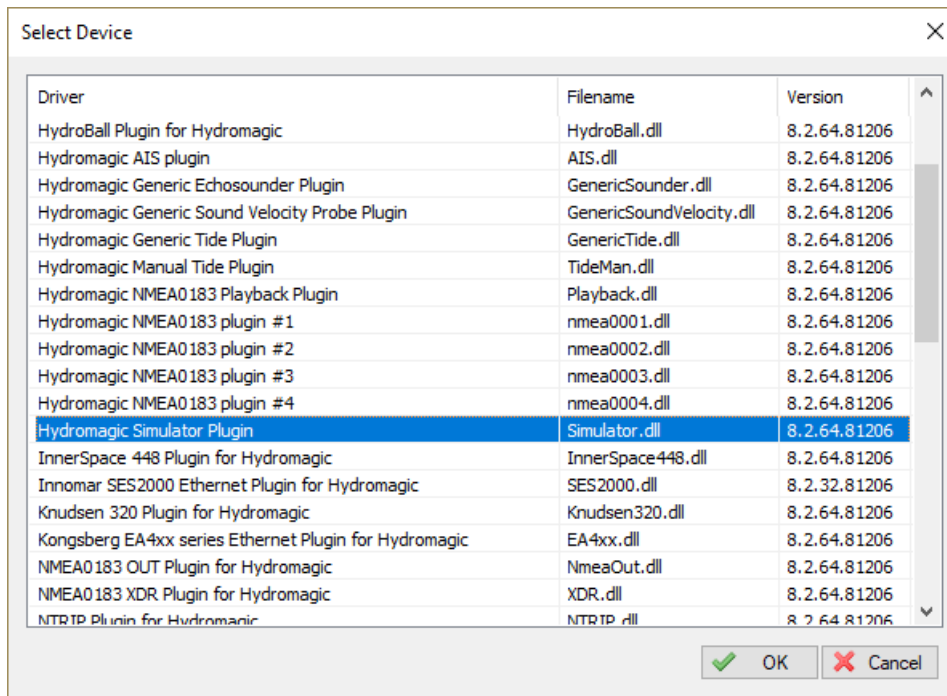 Select Device
Driver Filename Version
HydroBall Plugin for Hydromagic HydroBall.dll 8.2.64.81206
Hydromagic AIS plugin AIS.dll 8.2.64.81206
Hydromagic Generic Echosounder Plugin GenericSounder.dll 8.2.64.81206
Hydromagic Generic Sound Velocity Probe Plugin GenericSoundVelocity.dll 8.2.64.81206
Hydromagic Generic Tide Plugin GenericTide.dll 8.2.64.81206
Hydromagic Manual Tide Plugin TideMan.dll 8.2.64.81206
Hydromagic NMEA0183 Playback Plugin Playback.dll 8.2.64.81206
Hydromagic NMEA0183 plugin #1 nmea0001.dll 8.2.64.81206
Hydromagic NMEA0183 plugin #2 nmea0002.dll 8.2.64.81206
Hydromagic NMEA0183 plugin #3 nmea0003.dll 8.2.64.81206
Hydromagic NMEA0183 plugin #4 nmea0004.dll 8.2.64.81206
Hydromagic Simulator Plugin Simulator.dll 8.2.64.81206
InnerSpace 448 Plugin for Hydromagic InnerSpace448.dll 8.2.64.81206
Innomar SES2000 Ethernet Plugin for Hydromagic SES2000.dll 8.2.32.81206
Knudsen 320 Plugin for Hydromagic Knudsen320.dll 8.2.64.81206
Kongsberg EA4xx series Ethernet Plugin for Hydromagic EA4xx.dll 8.2.64.81206
NMEA0183 OUT Plugin for Hydromagic NmeaOut.dll 8.2.64.81206
NMEA0183 XDR Plugin for Hydromagic XDR.dll 8.2.64.81206
NTRIP Plugin for Hydromagic NTRIP.dll 8.2.64.81206
OK Cancel